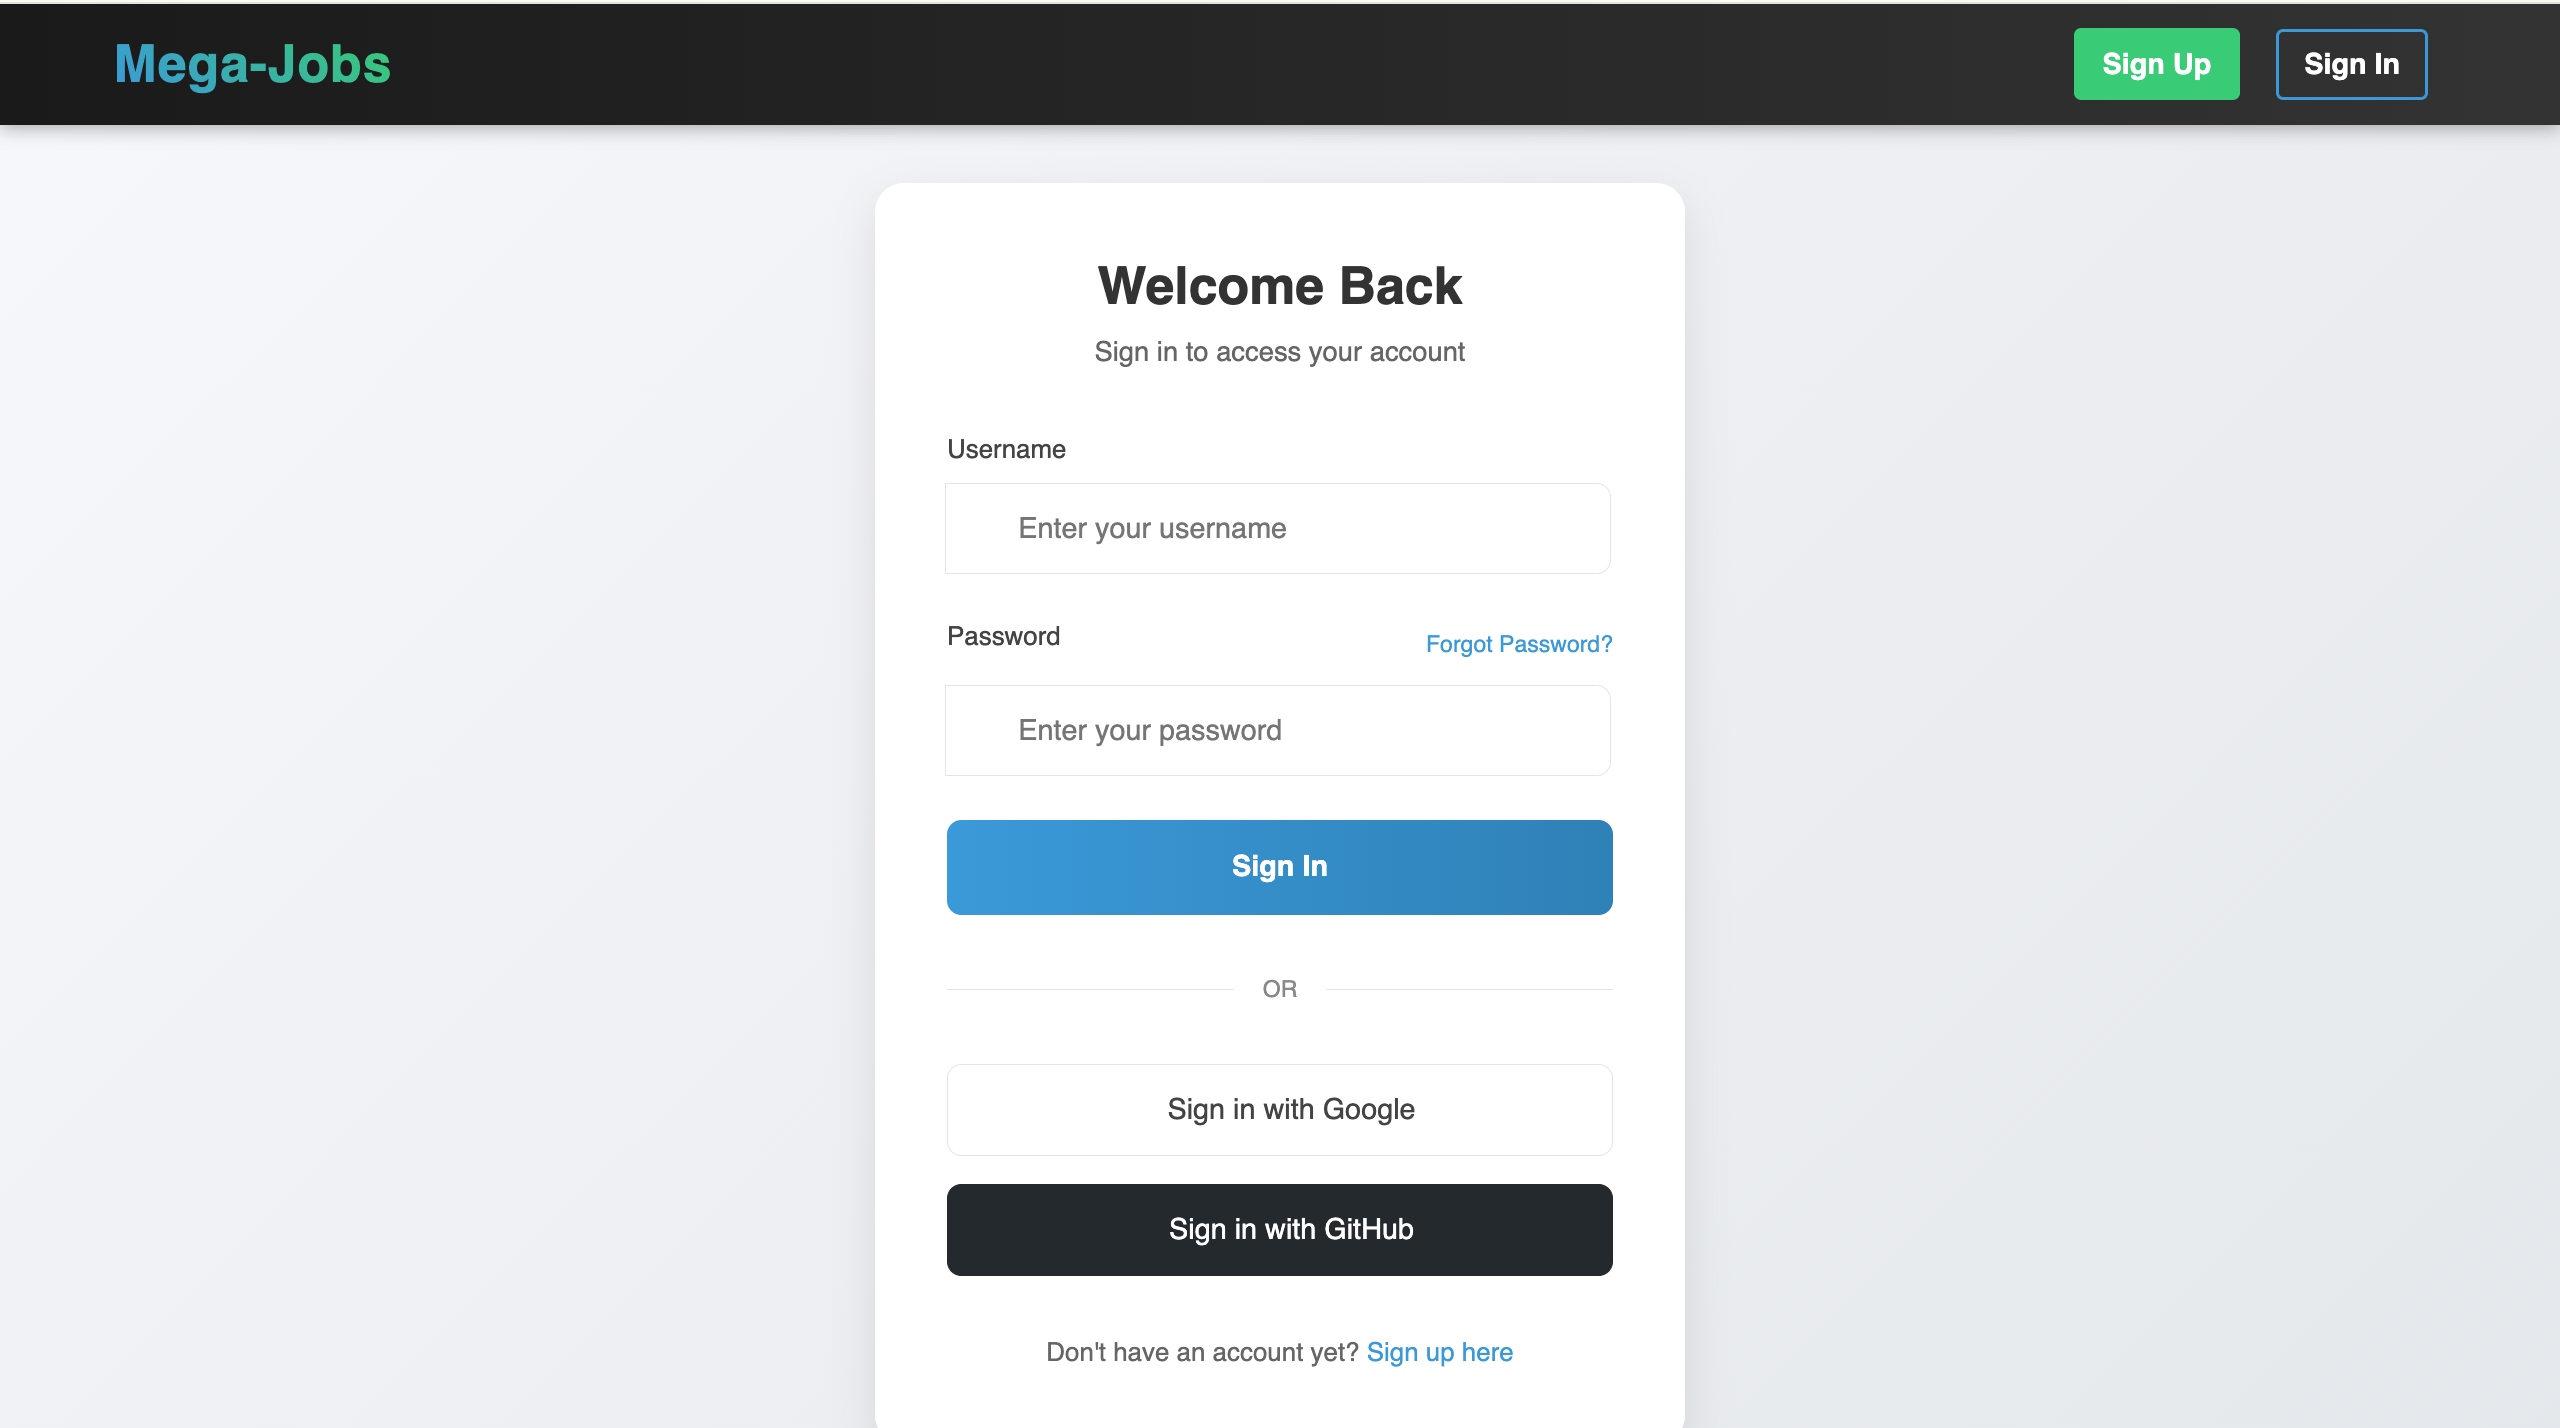 Mega-Jobs
Sign Up
Sign In
Welcome Back
Sign in to access your account
Username
Enter your username
Password
Forgot Password?
Enter your password
Sign In
OR
Sign in with Google
Sign in with GitHub
Don't have an account yet? Sign up here